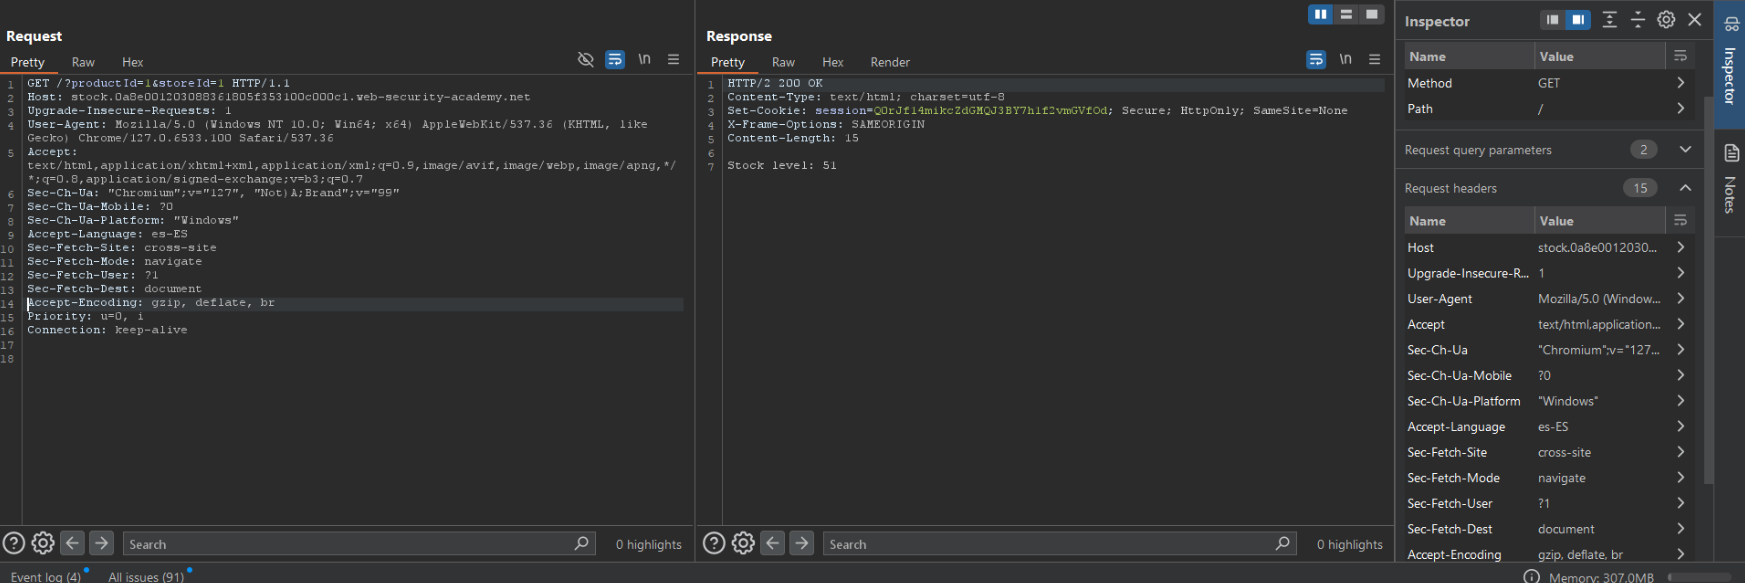 Request
Pretty Raw Hex \n
1 GET /?productId=1&storeId=1 HTTP/1.1
2 Host: stock.0a8e001203088361805f353100c000c1.web-security-academy.net
3 Upgrade-Insecure-Requests: 1
4 User-Agent: Mozilla/5.0 (Windows NT 10.0; Win64; x64) AppleWebKit/537.36 (KHTML, like
Gecko) Chrome/127.0.6533.100 Safari/537.36
5 Accept:
text/html,application/xhtml+xml,application/xml;q=0.9,image/avif,image/webp,image/apng,*/
*;q=0.8,application/signed-exchange;v=b3;q=0.7
6 Sec-Ch-Ua: "Chromium";v="127", "Not)A;Brand";v="99"
7 Sec-Ch-Ua-Mobile: ?0
8 Sec-Ch-Ua-Platform: "Windows"
9 Accept-Language: es-ES
10 Sec-Fetch-Site: cross-site
11 Sec-Fetch-Mode: navigate
12 Sec-Fetch-User: ?1
13 Sec-Fetch-Dest: document
14 Accept-Encoding: gzip, deflate, br
15 Priority: u=0, i
16 Connection: keep-alive
17
18
Search 0 highlights
Response
Pretty Raw Hex Render \n
1 HTTP/2 200 OK
2 Content-Type: text/html; charset=utf-8
3 Set-Cookie: session=QUrJf14mikcZdGMQJ3BY7h1f2vmGVfOd; Secure; HttpOnly; SameSite=None
4 X-Frame-Options: SAMEORIGIN
5 Content-Length: 15
6
7 Stock level: 51
Search 0 highlights
Inspector
Name Value
Method GET
Path /
Request query parameters 2
Request headers 15
Name Value
Host stock.0a8e0012030...
Upgrade-Insecure-R... 1
User-Agent Mozilla/5.0 (Window...
Accept text/html,application...
Sec-Ch-Ua "Chromium";v="127...
Sec-Ch-Ua-Mobile ?0
Sec-Ch-Ua-Platform "Windows"
Accept-Language es-ES
Sec-Fetch-Site cross-site
Sec-Fetch-Mode navigate
Sec-Fetch-User ?1
Sec-Fetch-Dest document
Accept-Encoding gzip, deflate, br
Inspector
Notes
Event log (4) All issues (91)
Memory: 307.0MB